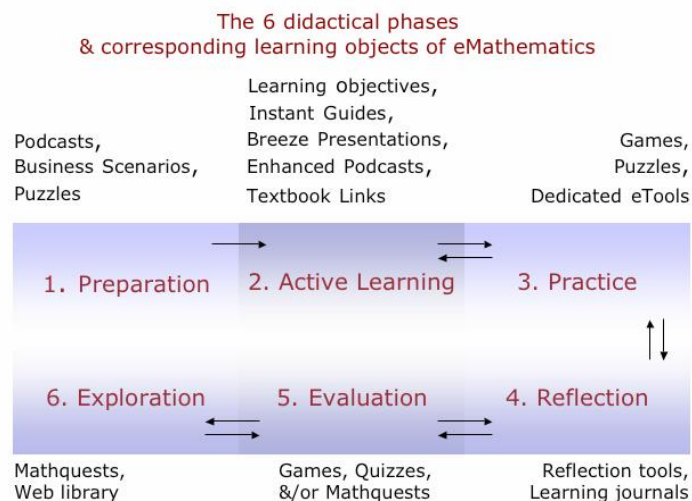 The 6 didactical phases
& corresponding learning objects of eMathematics
Podcasts,
Business Scenarios,
Puzzles
Learning objectives,
Instant Guides,
Breeze Presentations,
Enhanced Podcasts,
Textbook Links
Games,
Puzzles,
Dedicated eTools
1. Preparation
2. Active Learning
3. Practice
6. Exploration
5. Evaluation
4. Reflection
Mathquests,
Web library
Games, Quizzes,
&/or Mathquests
Reflection tools,
Learning journals